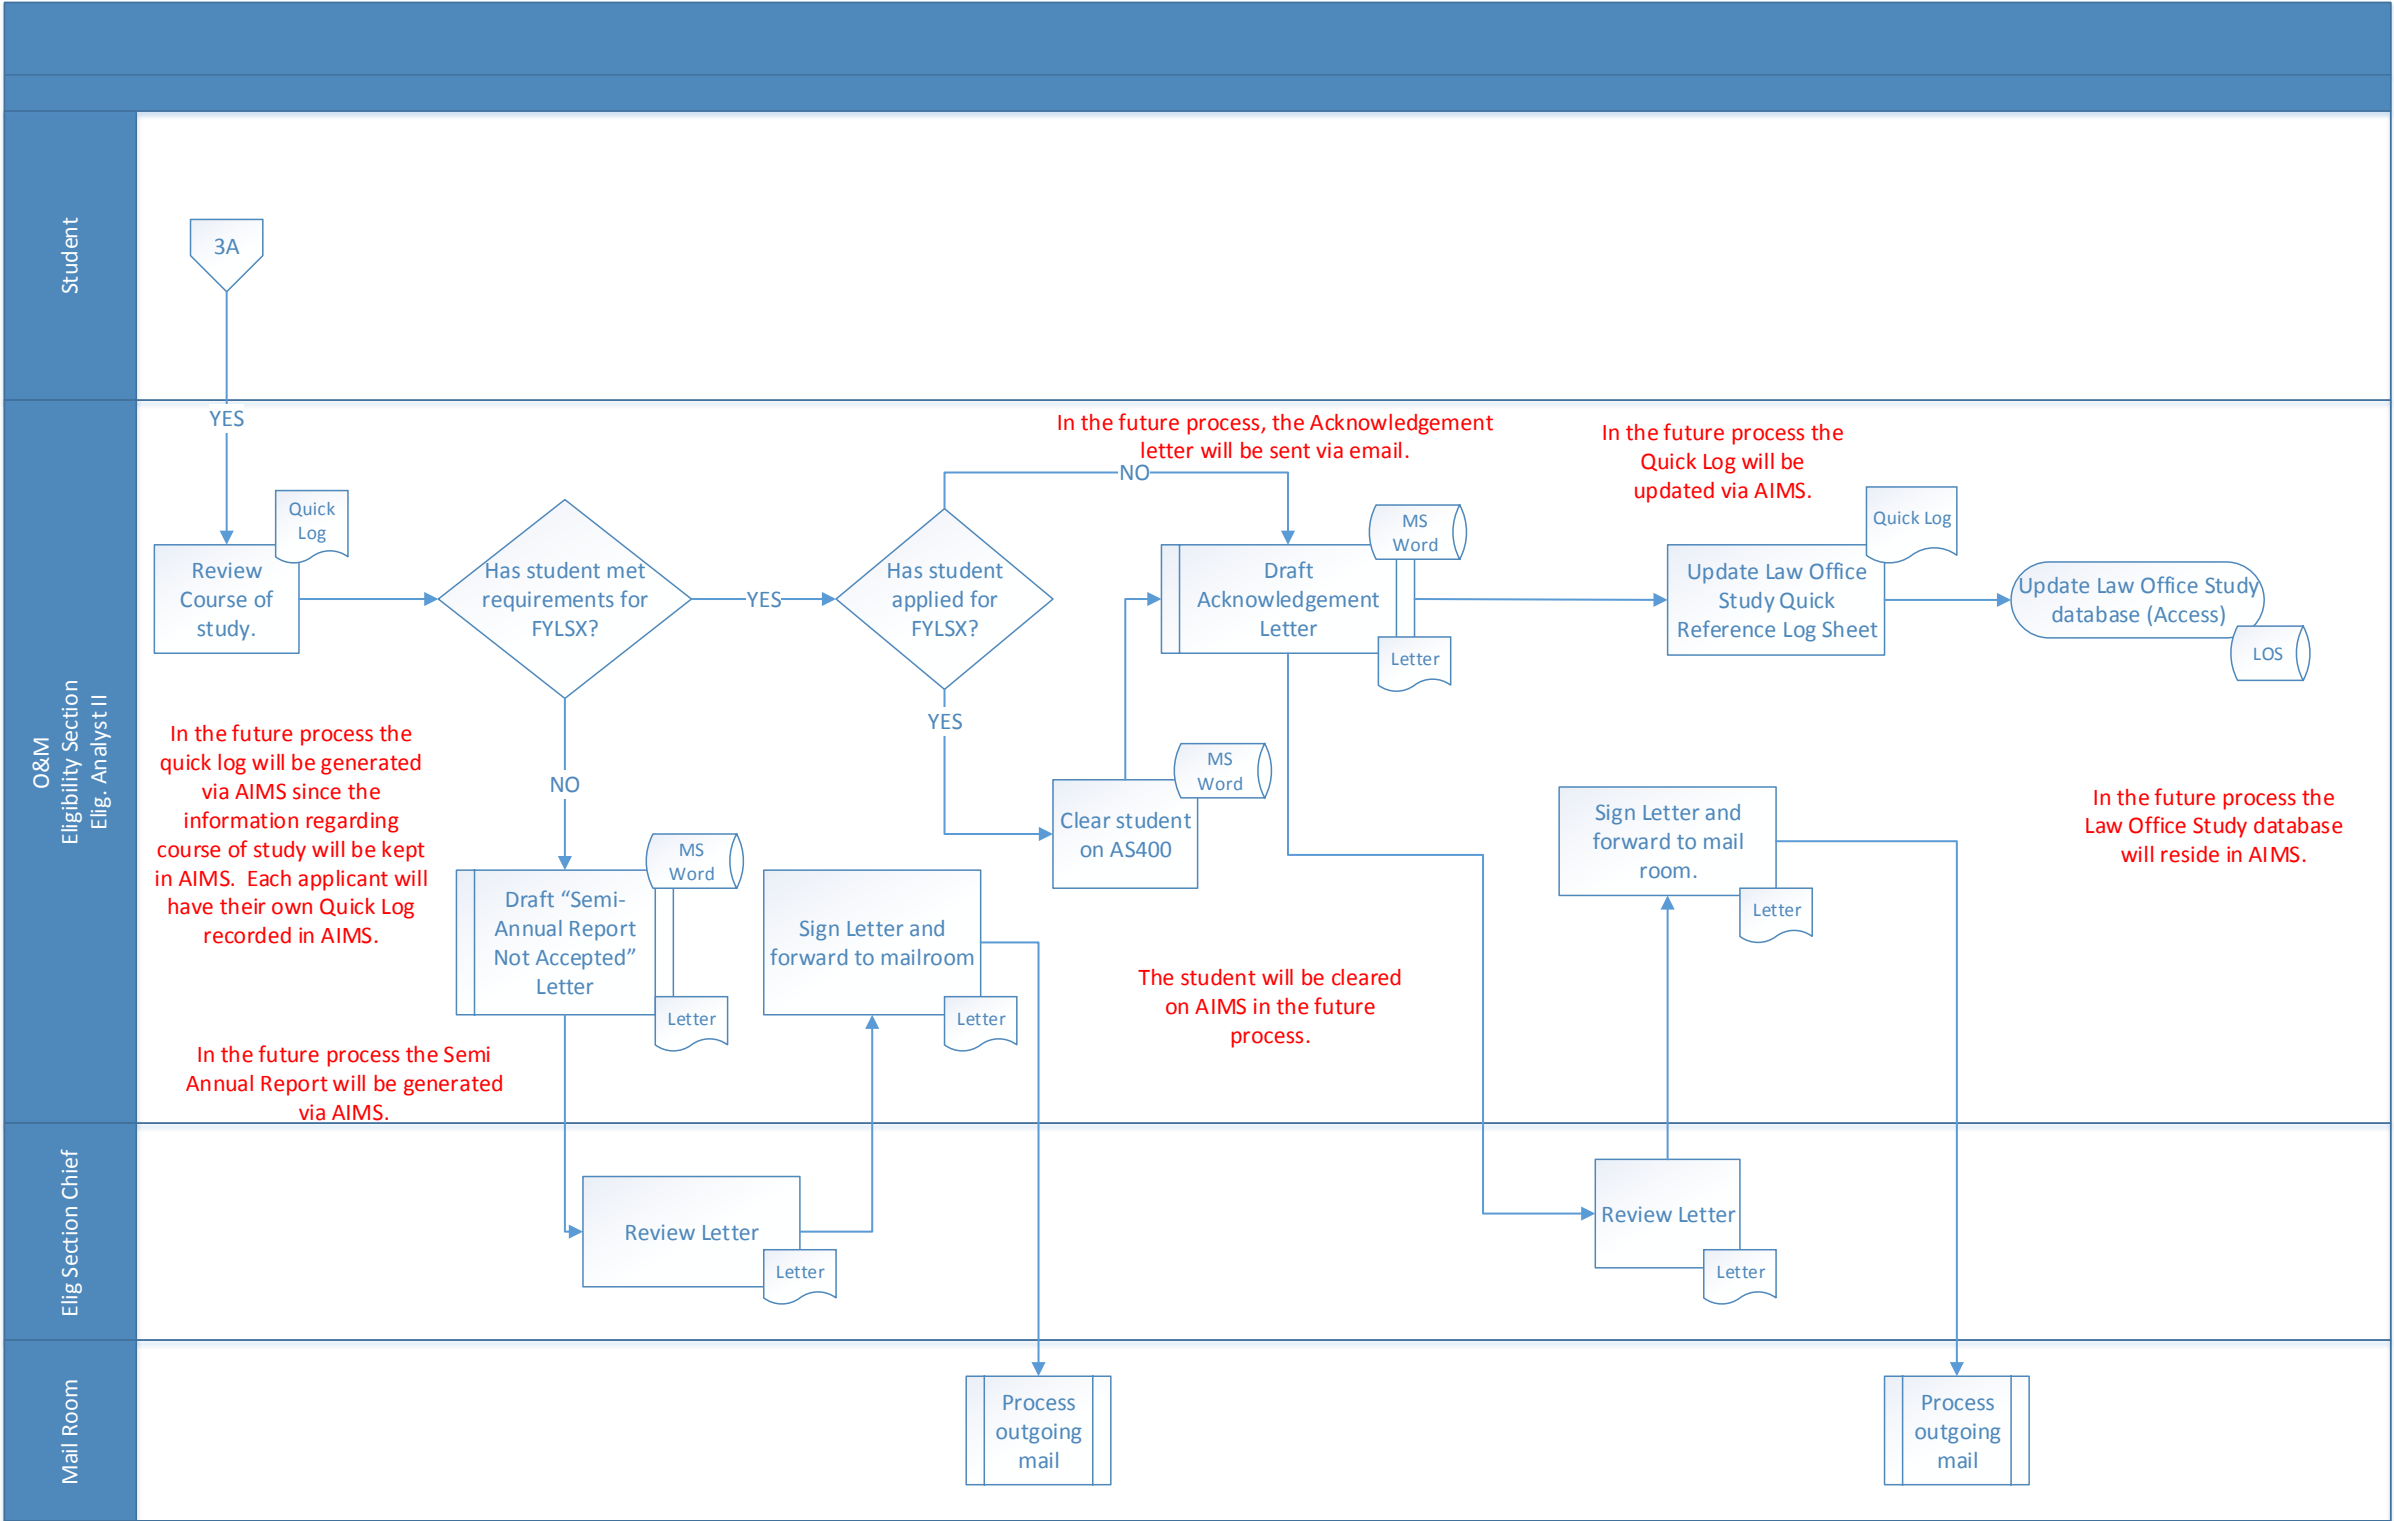 Student
3A
YES
O&M
Eligibility Section
Elig. Analyst II
Quick
Log
Review
Course of
study.
Has student met
requirements for
FYLSX?
YES
Has student
applied for
FYLSX?
NO
In the future process, the Acknowledgement
letter will be sent via email.
MS
Word
Draft
Acknowledgement
Letter
Letter
In the future process the
Quick Log will be
updated via AIMS.
Quick Log
Update Law Office
Study Quick
Reference Log Sheet
Update Law Office Study
database (Access)
LOS
In the future process the
quick log will be generated
via AIMS since the
information regarding
course of study will be kept
in AIMS. Each applicant will
have their own Quick Log
recorded in AIMS.
NO
YES
MS
Word
Clear student
on AS400
MS
Word
Draft “Semi-
Annual Report
Not Accepted”
Letter
Letter
Sign Letter and
forward to mailroom
Letter
The student will be cleared
on AIMS in the future
process.
Sign Letter and
forward to mail
room.
Letter
In the future process the
Law Office Study database
will reside in AIMS.
In the future process the Semi
Annual Report will be generated
via AIMS.
Elig Section Chief
Review Letter
Letter
Review Letter
Letter
Mail Room
Process
outgoing
mail
Process
outgoing
mail